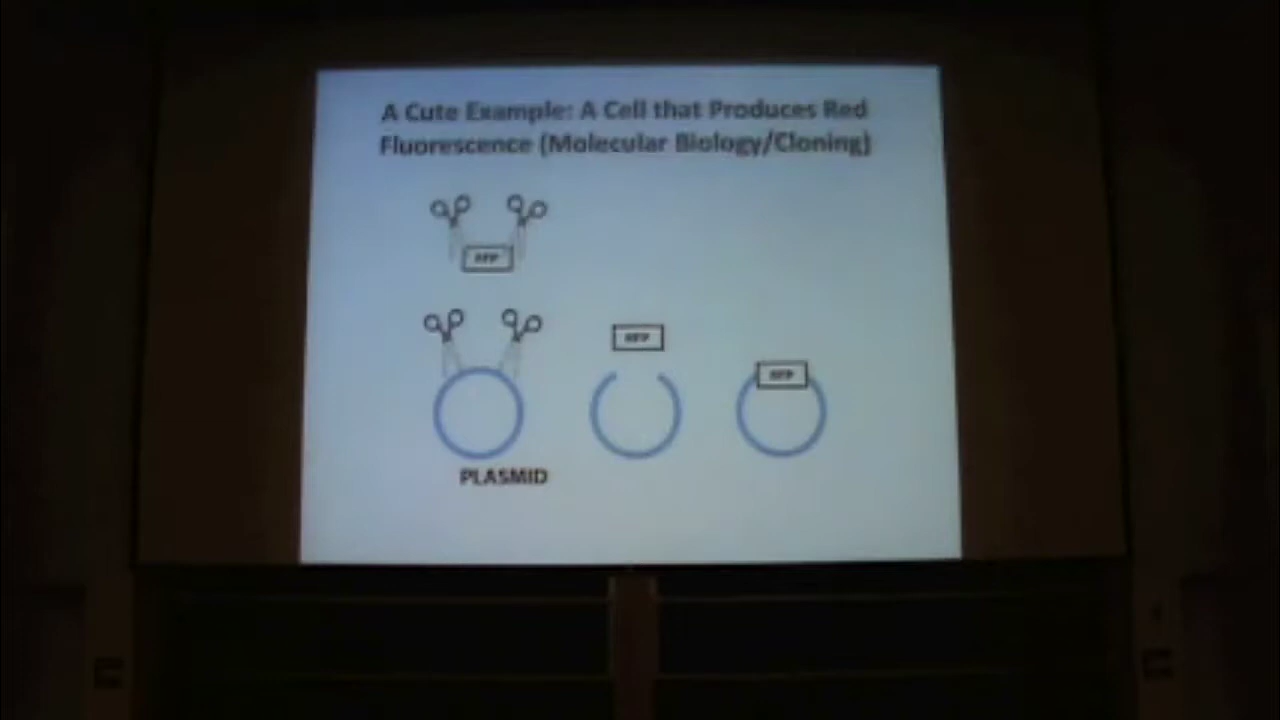 A Cute Example: A Cell that Produces Red
Fluorescence (Molecular Biology/Cloning)
RFP
RFP
RFP
PLASMID